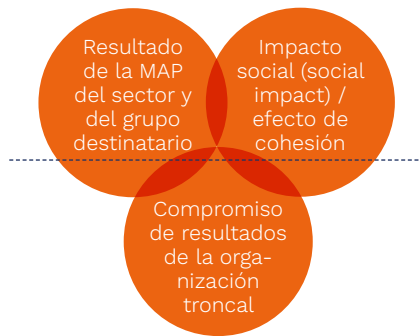 Resultado
de la MAP
del sector y
del grupo
destinatario
Impacto
social (social
impact) /
efecto de
cohesión
Compromiso
de resultados
de la orga-
nización
troncal